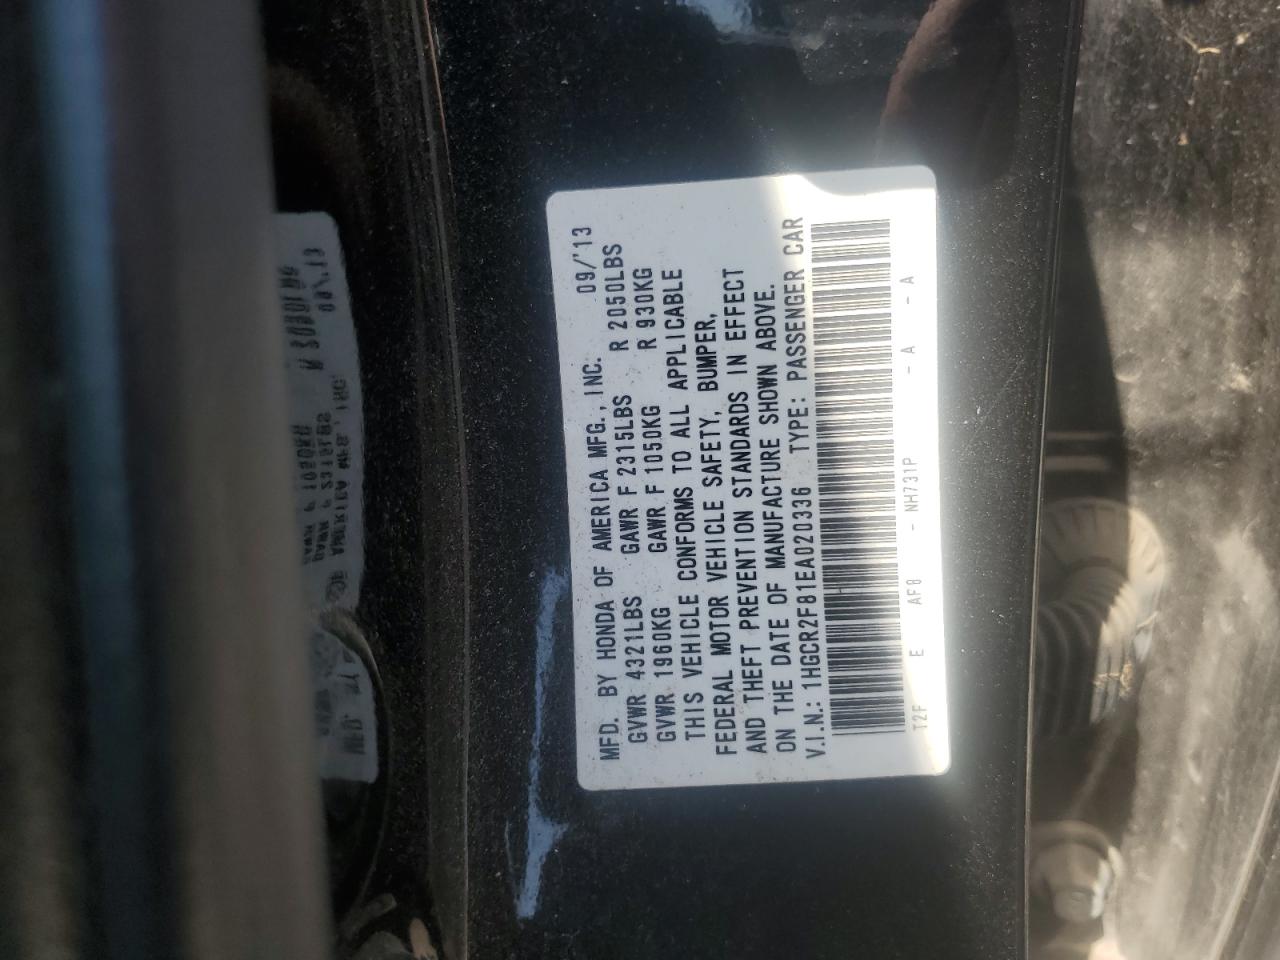 MFD. BY HONDA OF AMERICA MFG., INC. 09/'13
GVWR 4321LBS GAWR F 2315LBS R 2050LBS
GVWR 1960KG GAWR F 1050KG R 930KG
THIS VEHICLE CONFORMS TO ALL APPLICABLE
FEDERAL MOTOR VEHICLE SAFETY, BUMPER,
AND THEFT PREVENTION STANDARDS IN EFFECT
ON THE DATE OF MANUFACTURE SHOWN ABOVE.
V.I.N.: 1HGCR2F81EA020336 TYPE: PASSENGER CAR
T2F E AF8 - NH731P - A - A